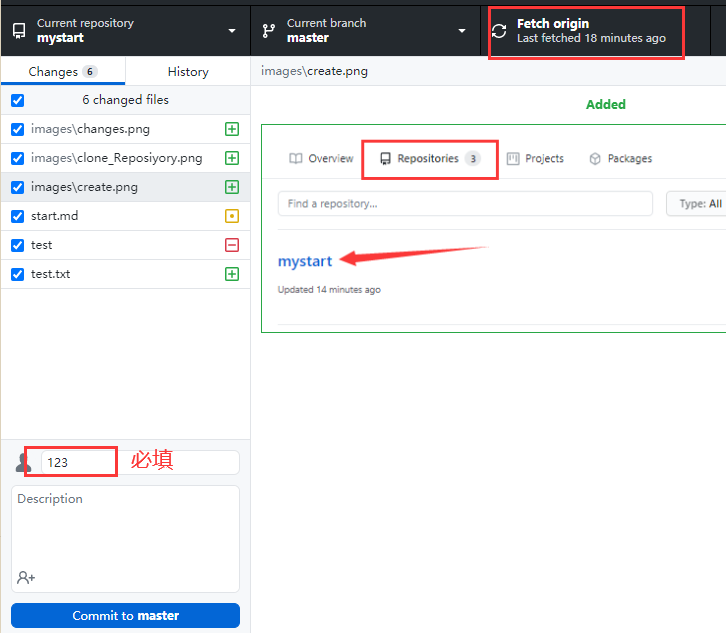 Current repository
mystart
Current branch
master
Fetch origin
Last fetched 18 minutes ago
Changes 6
History
6 changed files
images\changes.png
images\clone_Reposiyory.png
images\create.png
start.md
test
test.txt
images\create.png
Added
Overview
Repositories 3
Projects
Packages
Find a repository...
Type: All
mystart
Updated 14 minutes ago
123
必填
Description
Commit to master